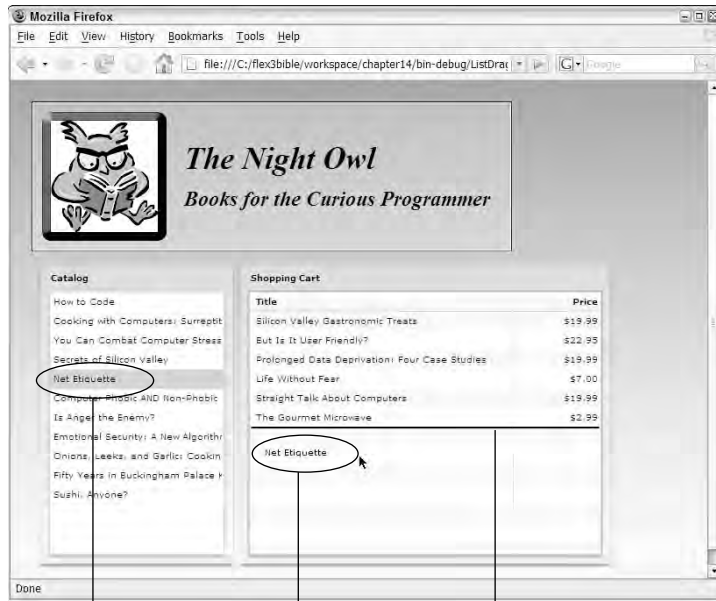 Mozilla Firefox
File Edit View History Bookmarks Tools Help
file:///C:/flex3bible/workspace/chapter14/bin-debug/ListDrag
Google
The Night Owl
Books for the Curious Programmer
Catalog
How to Code
Cooking with Computers: Surreptit
You Can Combat Computer Stress
Secrets of Silicon Valley
Net Etiquette
Computer Phobic AND Non-Phobic
Is Anger the Enemy?
Emotional Security: A New Algorithr
Onions, Leeks, and Garlic: Cookin
Fifty Years in Buckingham Palace K
Sushi, Anyone?
Shopping Cart
Title Price
Silicon Valley Gastronomic Treats $19.99
But Is It User Friendly? $22.95
Prolonged Data Deprivation: Four Case Studies $19.99
Life Without Fear $7.00
Straight Talk About Computers $19.99
The Gourmet Microwave $2.99
Net Etiquette
Done